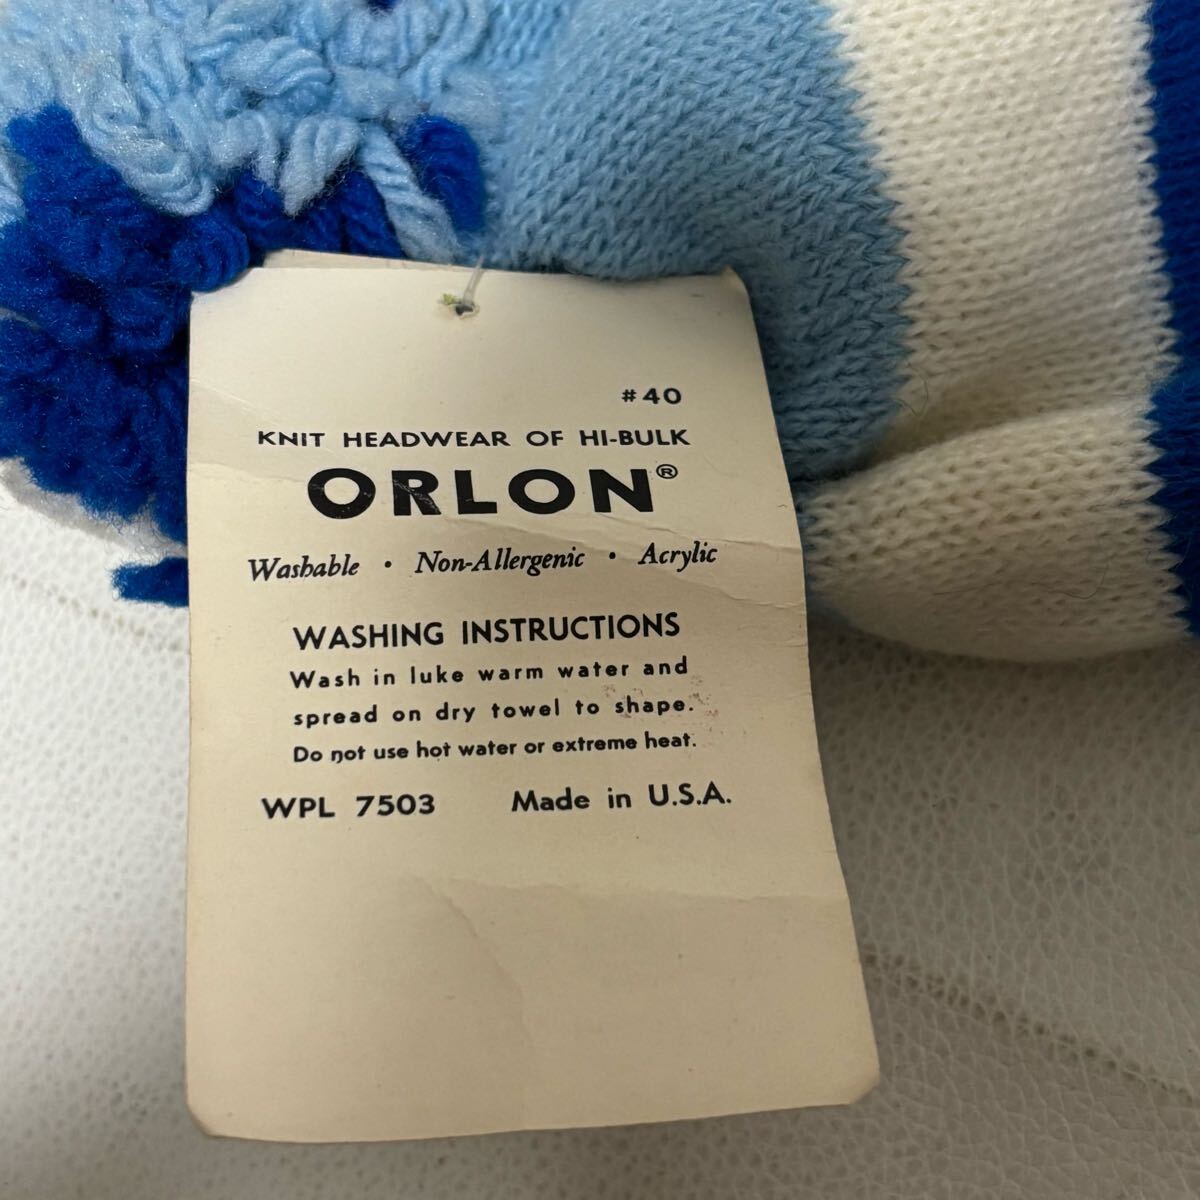 #40
KNIT HEADWEAR OF HI-BULK
ORLON®
Washable • Non-Allergenic • Acrylic
WASHING INSTRUCTIONS
Wash in luke warm water and
spread on dry towel to shape.
Do not use hot water or extreme heat.
WPL 7503 Made in U.S.A.